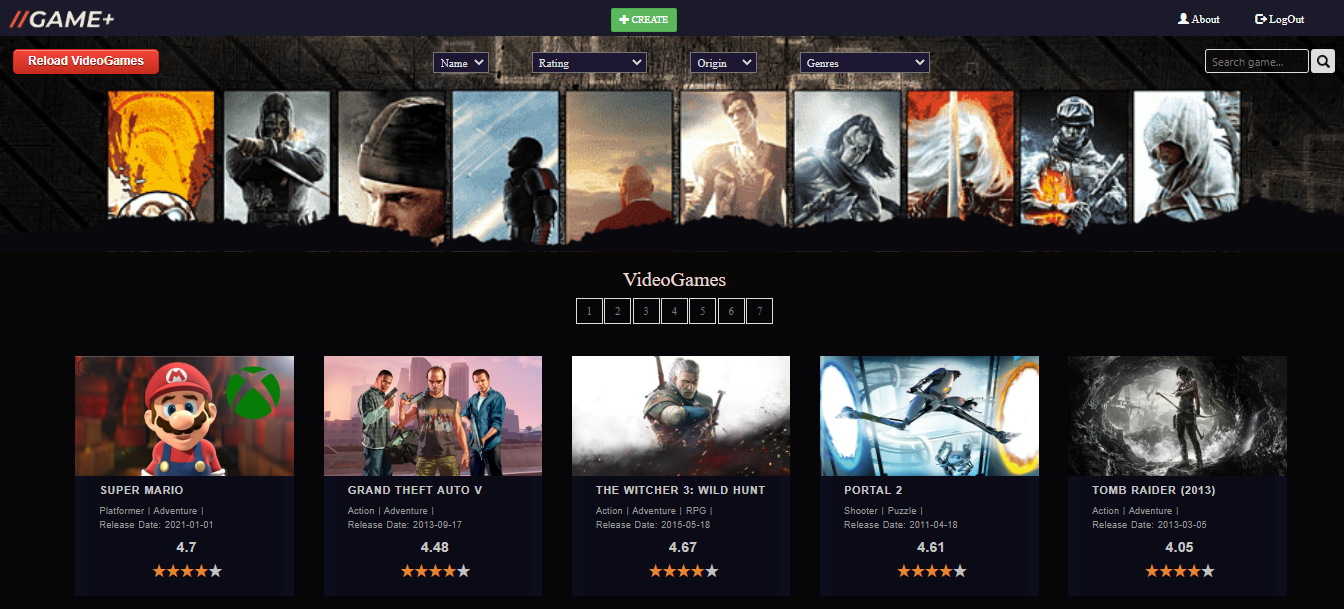 //GAME+
CREATE
About
LogOut
Reload VideoGames
Name
Rating
Origin
Genres
Search game...
VideoGames
1 2 3 4 5 6 7
SUPER MARIO
Platformer | Adventure |
Release Date: 2021-01-01
4.7
GRAND THEFT AUTO V
Action | Adventure |
Release Date: 2013-09-17
4.48
THE WITCHER 3: WILD HUNT
Action | Adventure | RPG |
Release Date: 2015-05-18
4.67
PORTAL 2
Shooter | Puzzle |
Release Date: 2011-04-18
4.61
TOMB RAIDER (2013)
Action | Adventure |
Release Date: 2013-03-05
4.05